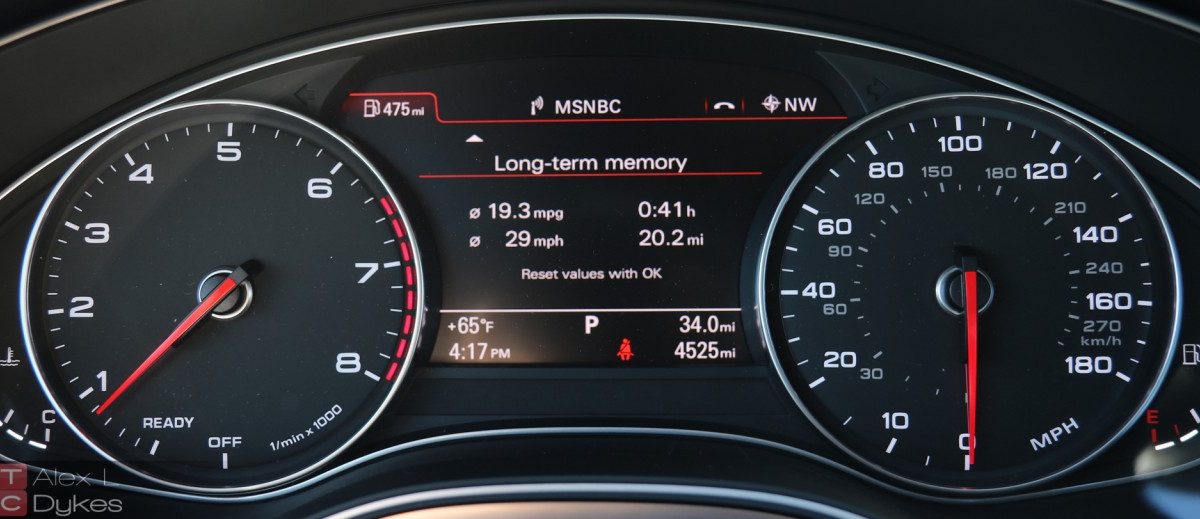 475 mi MSNBC NW
Long-term memory
ø 19.3 mpg 0:41 h
ø 29 mph 20.2 mi
Reset values with OK
+65°F P 34.0 mi
4:17 PM 4525 mi
1
2
3
4
5
6
7
8
READY
OFF
1/min x 1000
C
0
10
20
40
60
80
100
120
140
160
180
30
60
90
120
150
180
210
240
270
km/h
MPH
E
T Alex L
C Dykes